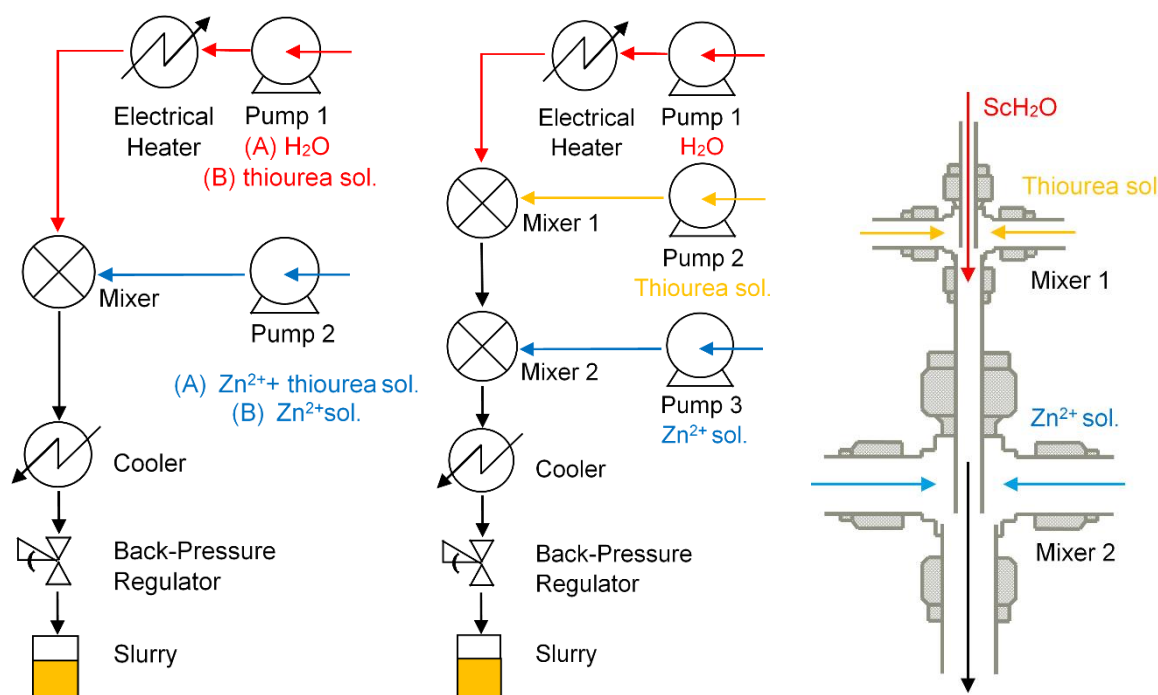 Electrical
Heater
Pump 1
(A) H₂O
(B) thiourea sol.
Mixer
Pump 2
(A) Zn²⁺+ thiourea sol.
(B) Zn²⁺sol.
Cooler
Back-Pressure
Regulator
Slurry
Electrical
Heater
Pump 1
H₂O
Mixer 1
Pump 2
Thiourea sol.
Mixer 2
Pump 3
Zn²⁺ sol.
Cooler
Back-Pressure
Regulator
Slurry
ScH2O
Thiourea sol
Mixer 1
Zn²⁺ sol.
Mixer 2